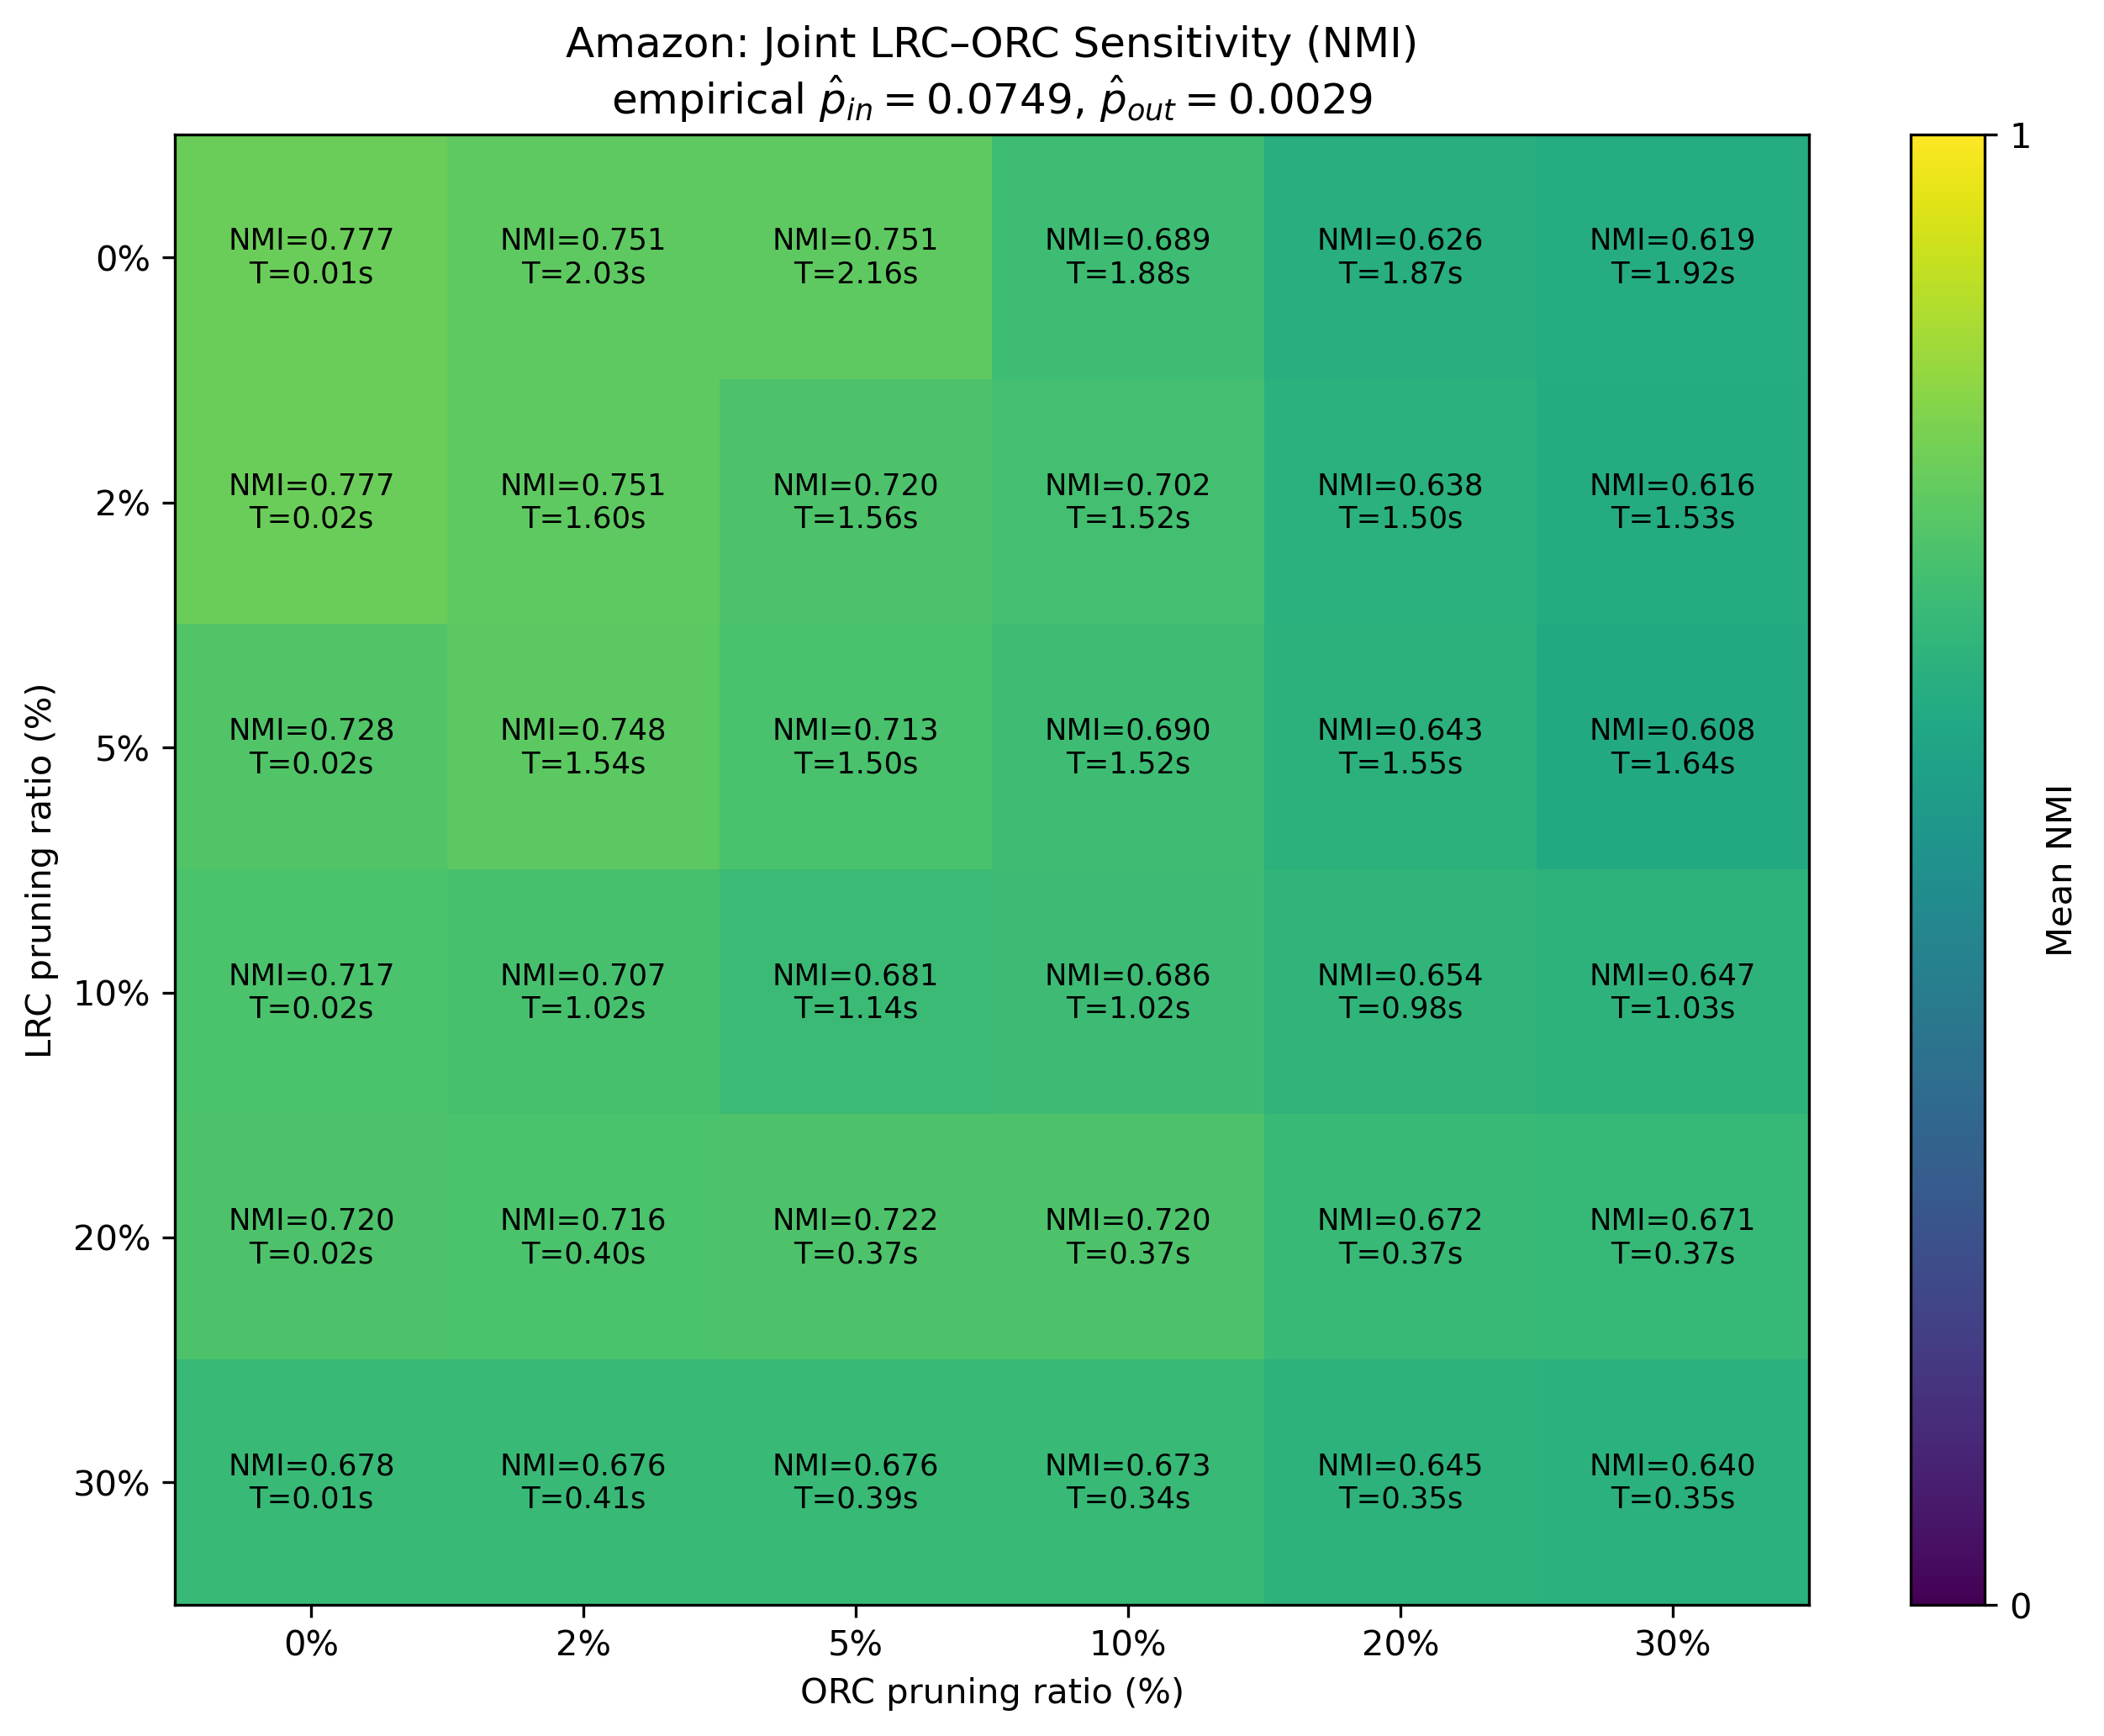 Amazon: Joint LRC–ORC Sensitivity (NMI)
empirical p̂_in = 0.0749, p̂_out = 0.0029
LRC pruning ratio (%)
0%
NMI=0.777 NMI=0.751 NMI=0.751 NMI=0.689 NMI=0.626 NMI=0.619
T=0.01s T=2.03s T=2.16s T=1.88s T=1.87s T=1.92s
2%
NMI=0.777 NMI=0.751 NMI=0.720 NMI=0.702 NMI=0.638 NMI=0.616
T=0.02s T=1.60s T=1.56s T=1.52s T=1.50s T=1.53s
5%
NMI=0.728 NMI=0.748 NMI=0.713 NMI=0.690 NMI=0.643 NMI=0.608
T=0.02s T=1.54s T=1.50s T=1.52s T=1.55s T=1.64s
10%
NMI=0.717 NMI=0.707 NMI=0.681 NMI=0.686 NMI=0.654 NMI=0.647
T=0.02s T=1.02s T=1.14s T=1.02s T=0.98s T=1.03s
20%
NMI=0.720 NMI=0.716 NMI=0.722 NMI=0.720 NMI=0.672 NMI=0.671
T=0.02s T=0.40s T=0.37s T=0.37s T=0.37s T=0.37s
30%
NMI=0.678 NMI=0.676 NMI=0.676 NMI=0.673 NMI=0.645 NMI=0.640
T=0.01s T=0.41s T=0.39s T=0.34s T=0.35s T=0.35s
0% 2% 5% 10% 20% 30%
ORC pruning ratio (%)
1
0
Mean NMI